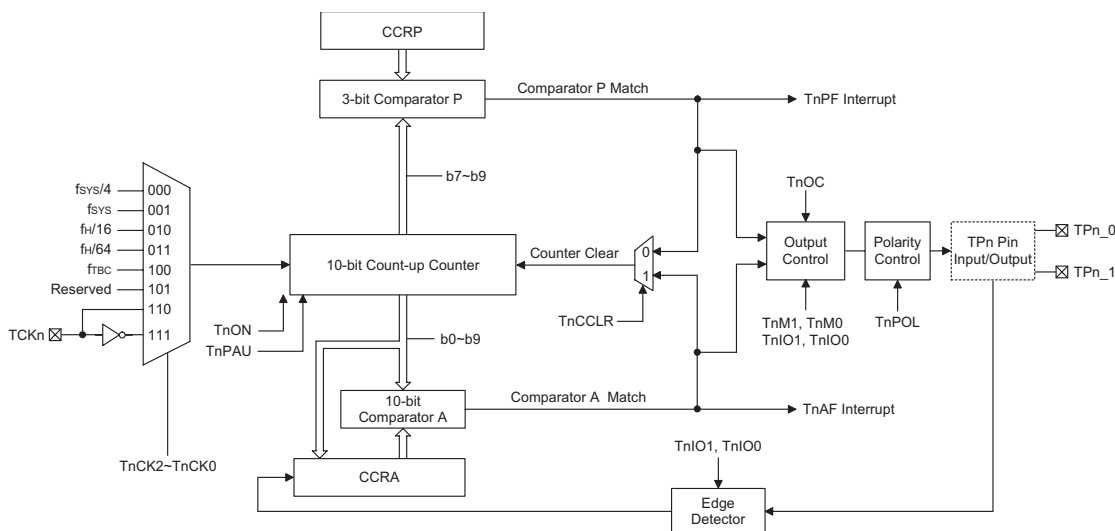 CCRP
3-bit Comparator P
Comparator P Match
TnPF Interrupt
b7~b9
fSYS/4
000
fSYS
001
fH/16
010
fH/64
011
fTBC
100
Reserved
101
110
TCKn
111
TnCK2~TnCK0
10-bit Count-up Counter
TnON
TnPAU
Counter Clear
0
1
TnCCLR
TnOC
Output
Control
TnM1, TnM0
TnIO1, TnIO0
Polarity
Control
TnPOL
TPn Pin
Input/Output
TPn_0
TPn_1
b0~b9
10-bit
Comparator A
Comparator A Match
TnAF Interrupt
CCRA
TnIO1, TnIO0
Edge
Detector